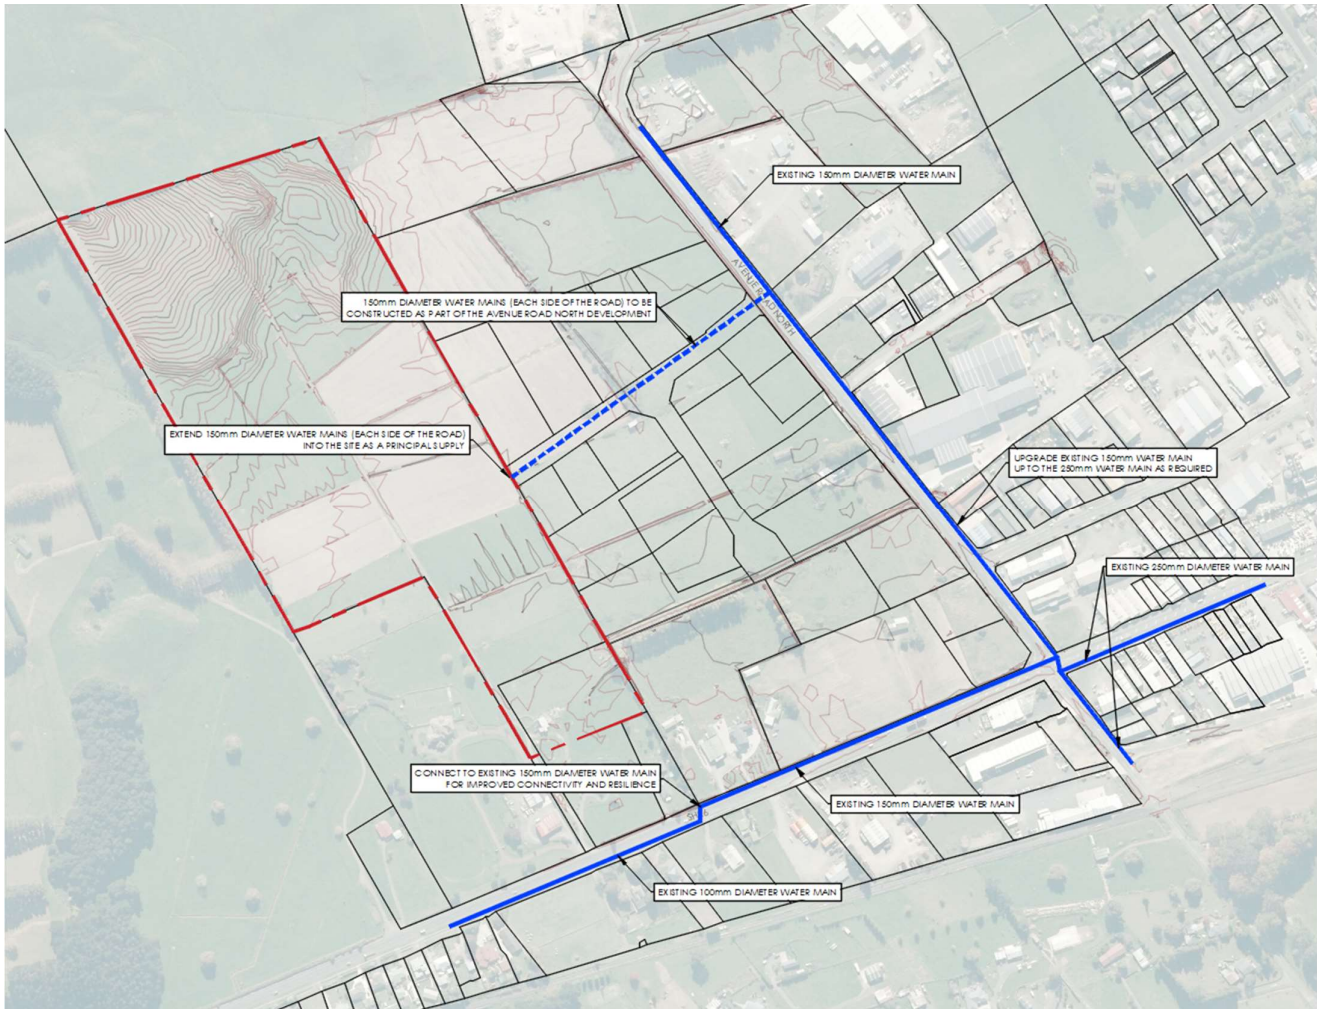 EXISTING 150mm DIAMETER WATER MAIN
AVENUE ROAD NORTH
150mm DIAMETER WATER MAINS (EACH SIDE OF THE ROAD) TO BE
CONSTRUCTED AS PART OF THE AVENUE ROAD NORTH DEVELOPMENT
EXTEND 150mm DIAMETER WATER MAINS (EACH SIDE OF THE ROAD)
INTO THE SITE AS A PRINCIPAL SUPPLY
UPGRADE EXISTING 150mm WATER MAIN
UP TO THE 250mm WATER MAIN AS REQUIRED
EXISTING 250mm DIAMETER WATER MAIN
CONNECT TO EXISTING 150mm DIAMETER WATER MAIN
FOR IMPROVED CONNECTIVITY AND RESILIENCE
EXISTING 150mm DIAMETER WATER MAIN
EXISTING 100mm DIAMETER WATER MAIN